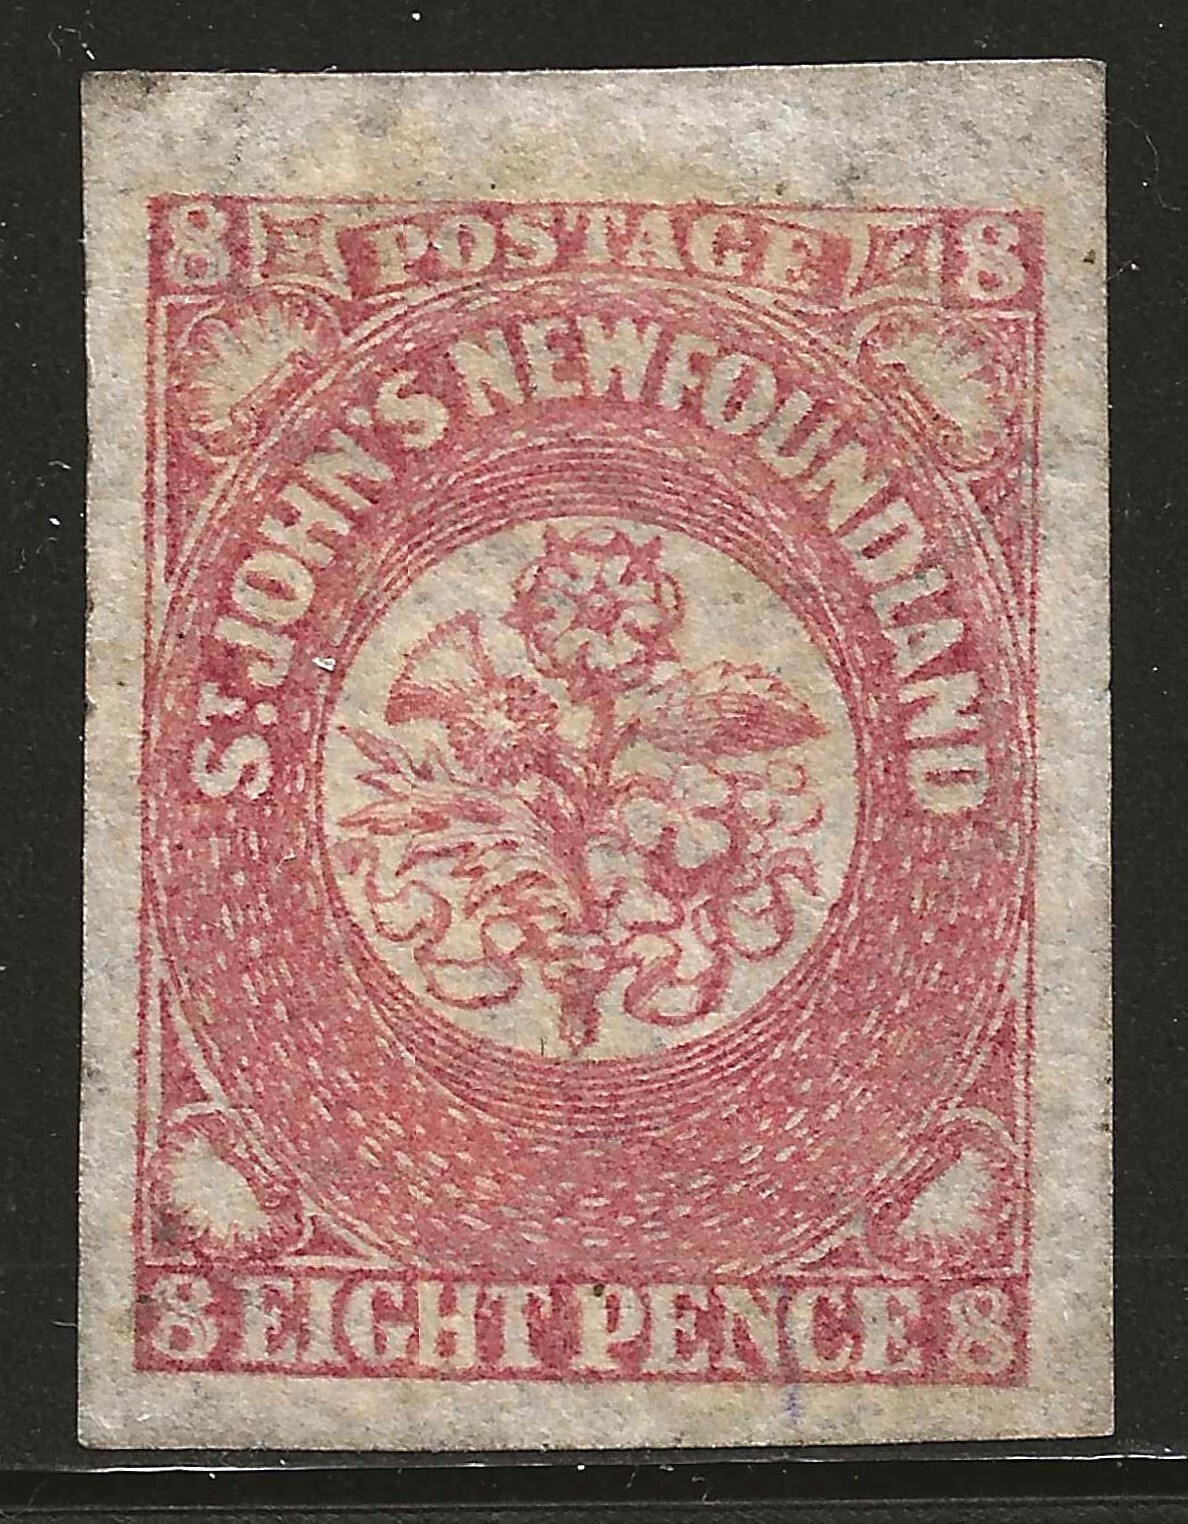 8 POSTAGE 8
ST. JOHN'S NEWFOUNDLAND
8 EIGHT PENCE 8